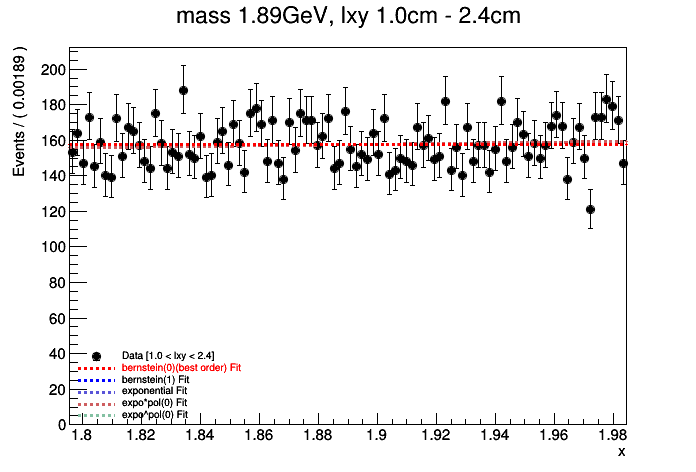 mass 1.89GeV, lxy 1.0cm - 2.4cm
Events / ( 0.00189 )
200
180
160
140
120
100
80
60
40
20
0
Data [1.0 < lxy < 2.4]
bernstein(0)(best order) Fit
bernstein(1) Fit
exponential Fit
expo*pol(0) Fit
expo^pol(0) Fit
1.8 1.82 1.84 1.86 1.88 1.9 1.92 1.94 1.96 1.98
x